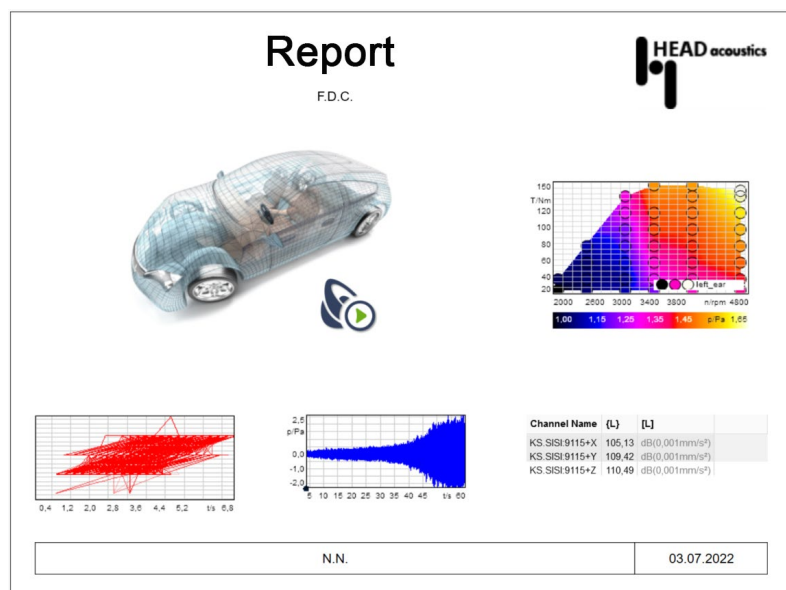 Report
F.D.C.
HEAD acoustics
160
T/Nm
120
100
80
60
40
20
left_ear
2000 2600 3000 3400 3800 n/rpm 4800
1,00 1,15 1,25 1,35 1,45 p/Pa 1,65
0,4 1,2 2,0 2,8 3,6 4,4 5,2 t/s 6,8
2,5
p/Pa
0,0
-1,0
-2,0
5 10 15 20 25 30 35 40 45 t/s 60
Channel Name {L} [L]
KS.SISI:9115+X 105,13 dB(0,001mm/s²)
KS.SISI:9115+Y 109,42 dB(0,001mm/s²)
KS.SISI:9115+Z 110,49 dB(0,001mm/s²)
N.N. 03.07.2022